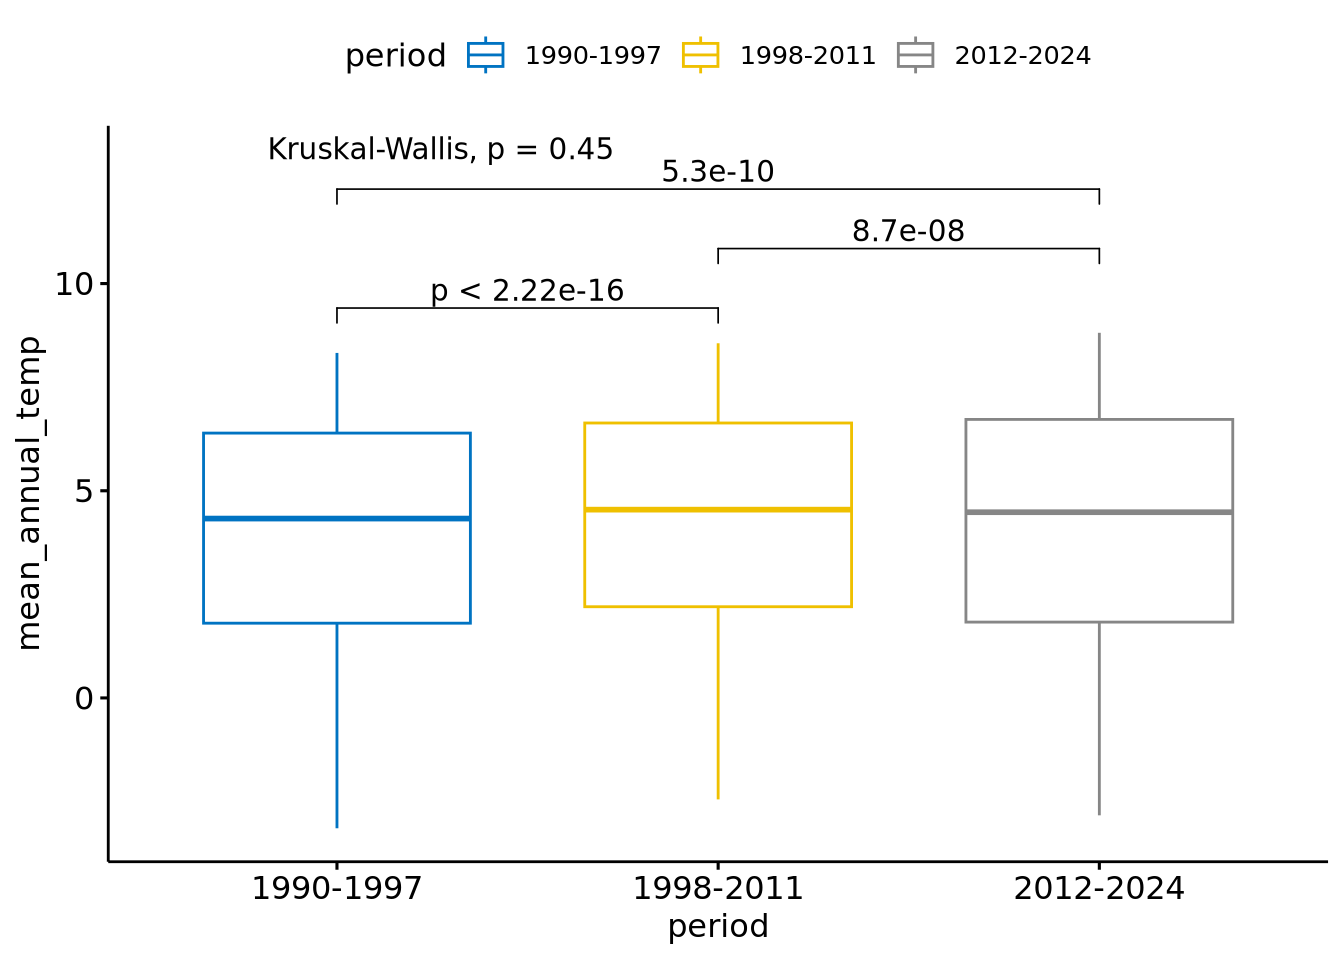 period 1990-1997 1998-2011 2012-2024
Kruskal-Wallis, p = 0.45
5.3e-10
8.7e-08
p < 2.22e-16
10
5
0
mean_annual_temp
1990-1997 1998-2011 2012-2024
period